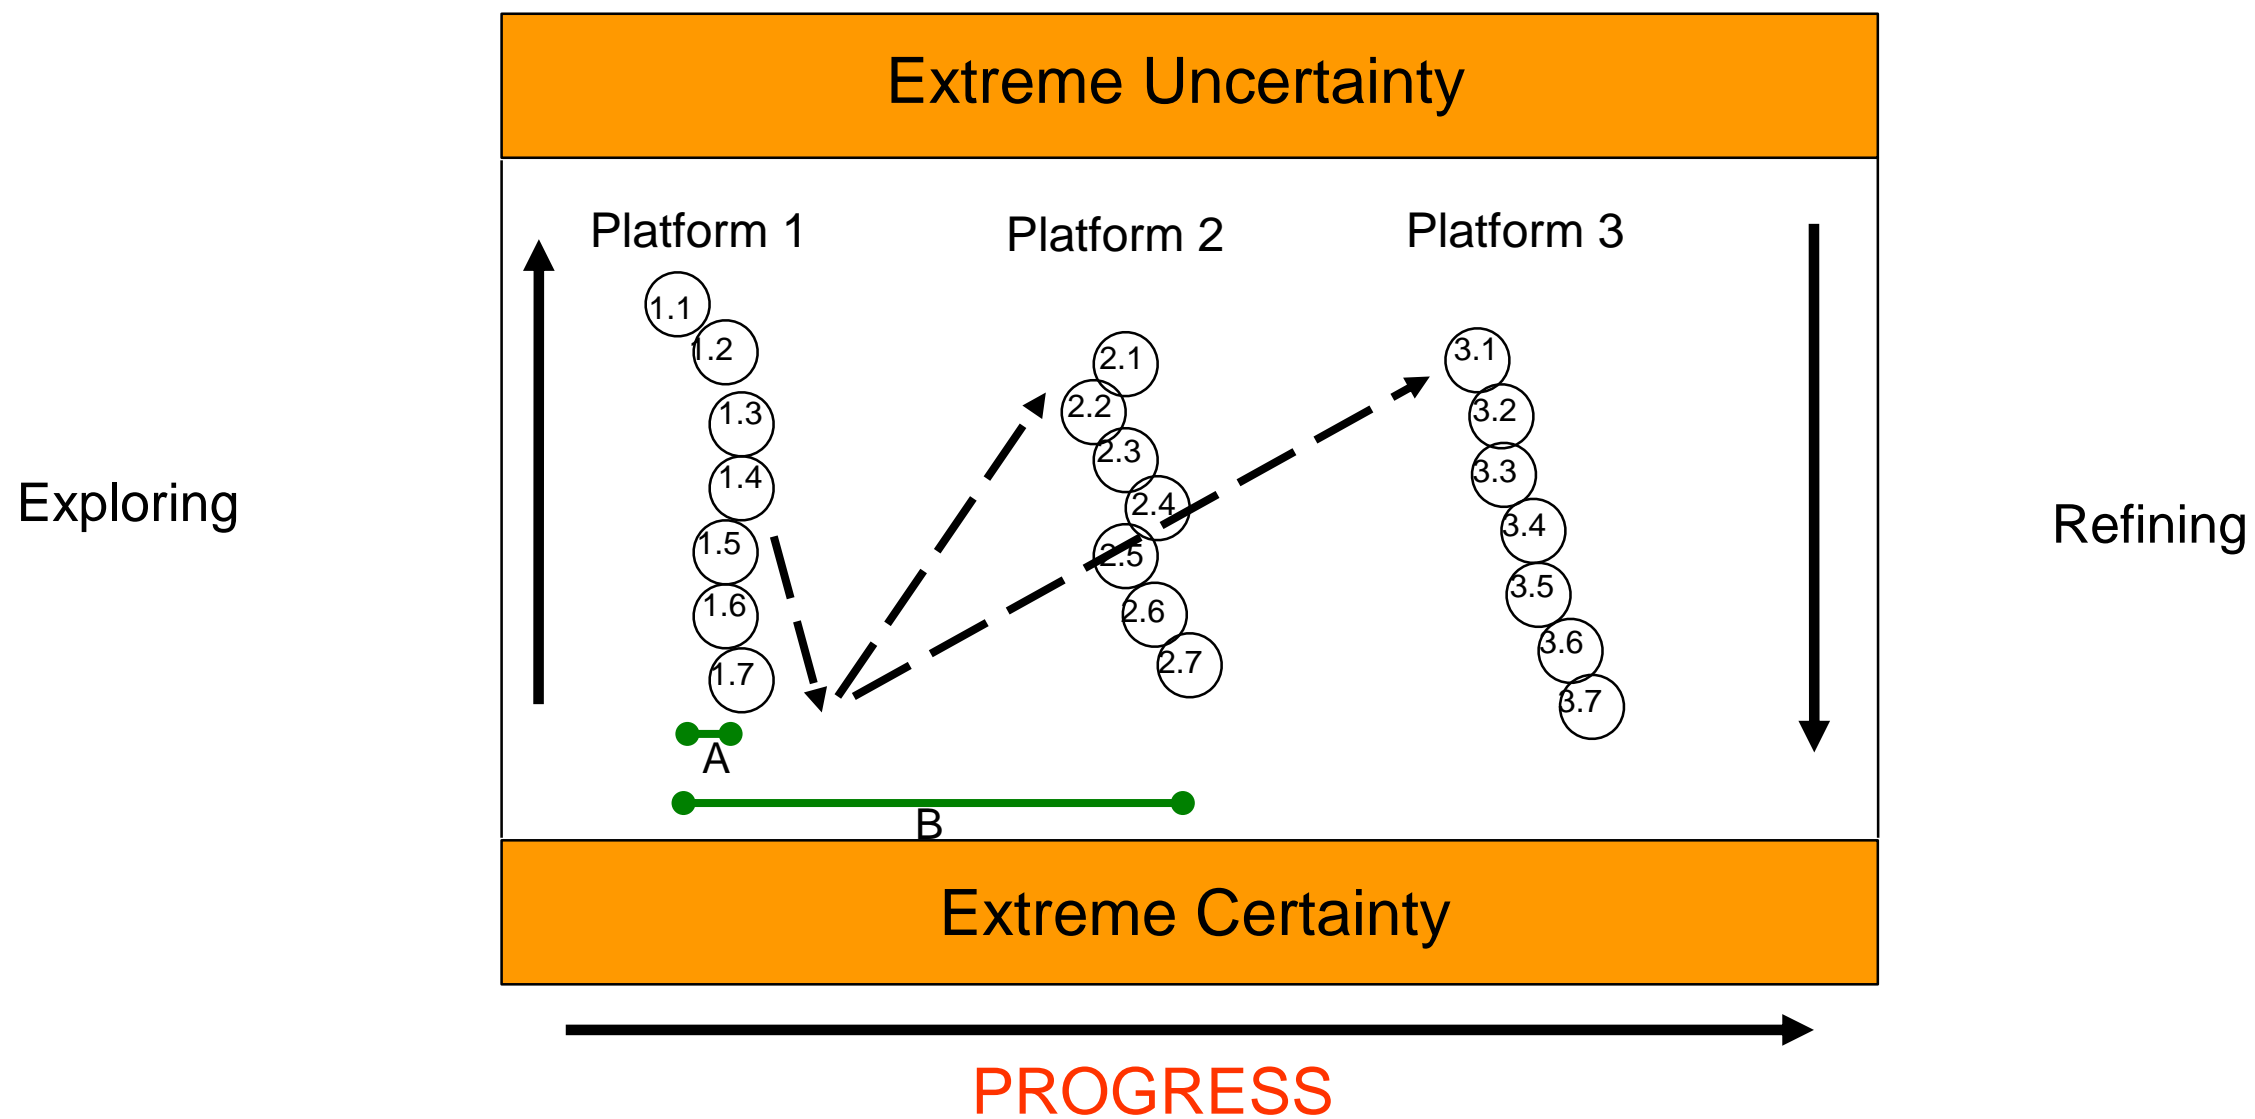 Extreme Uncertainty
Platform 1
Platform 2
Platform 3
1.1
1.2
1.3
1.4
1.5
1.6
1.7
2.1
2.2
2.3
2.4
2.5
2.6
2.7
3.1
3.2
3.3
3.4
3.5
3.6
3.7
Exploring
Refining
A
B
Extreme Certainty
PROGRESS